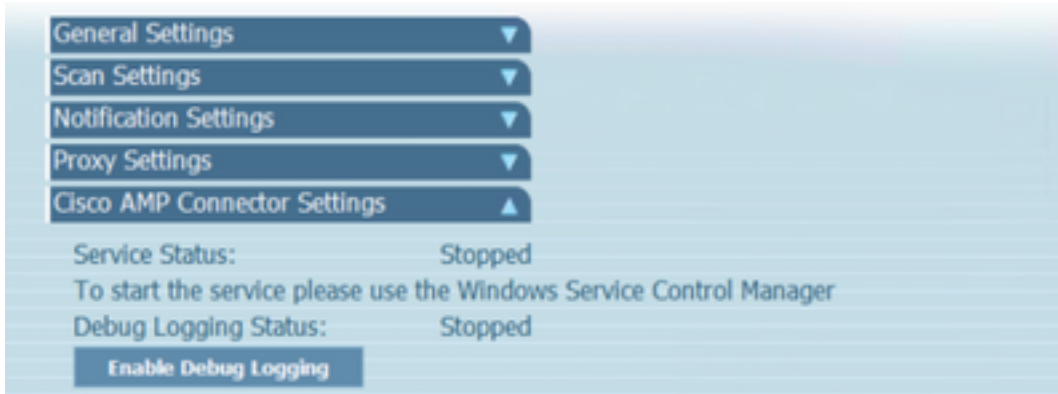 General Settings
Scan Settings
Notification Settings
Proxy Settings
Cisco AMP Connector Settings
Service Status: Stopped
To start the service please use the Windows Service Control Manager
Debug Logging Status: Stopped
Enable Debug Logging